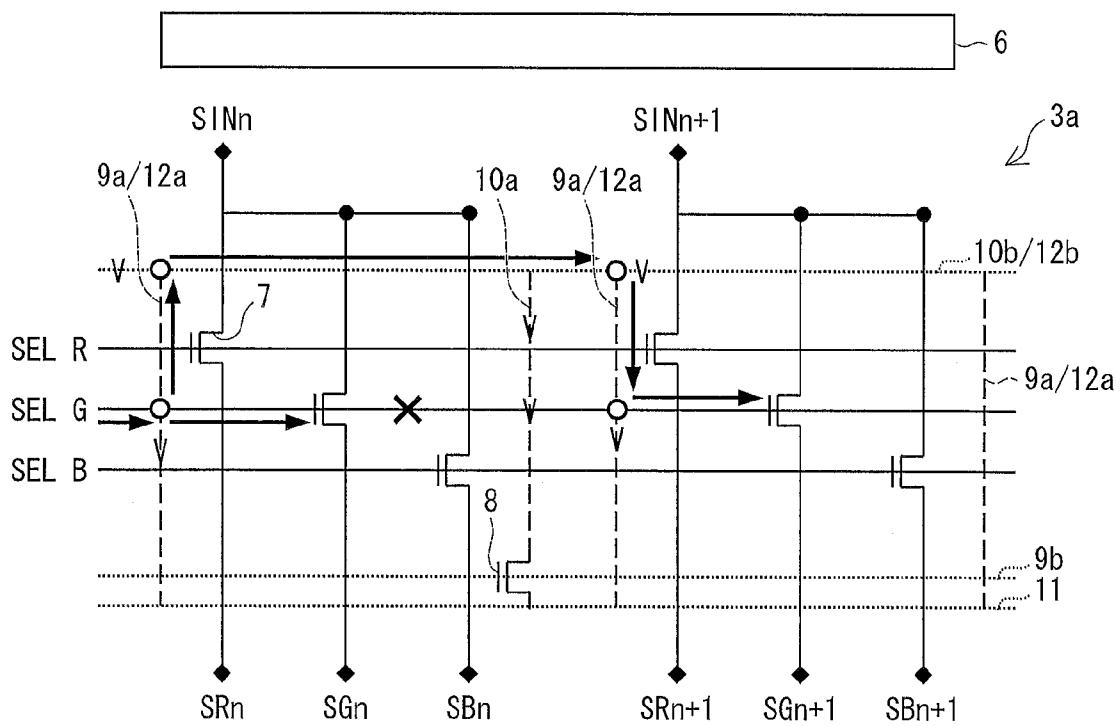 6
SINn
SINn+1
3a
9a/12a
10a
9a/12a
V
V
10b/12b
7
SEL R
9a/12a
SEL G
SEL B
8
9b
11
SRn
SGn
SBn
SRn+1
SGn+1
SBn+1